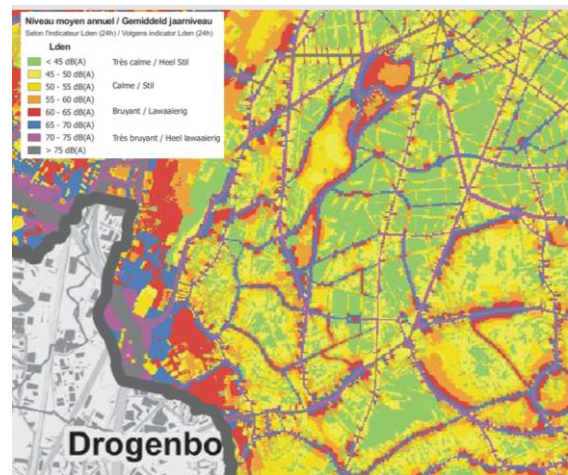 Niveau moyen annuel / Gemiddeld jaarniveau
Selon l'indicateur Lden (24h) / Volgens indicator Lden (24h)
Lden
< 45 dB(A) Très calme / Heel Stil
45 - 50 dB(A)
50 - 55 dB(A) Calme / Stil
55 - 60 dB(A)
60 - 65 dB(A) Bruyant / Lawaaierig
65 - 70 dB(A)
70 - 75 dB(A) Très bruyant / Heel lawaaierig
> 75 dB(A)
Drogenbo